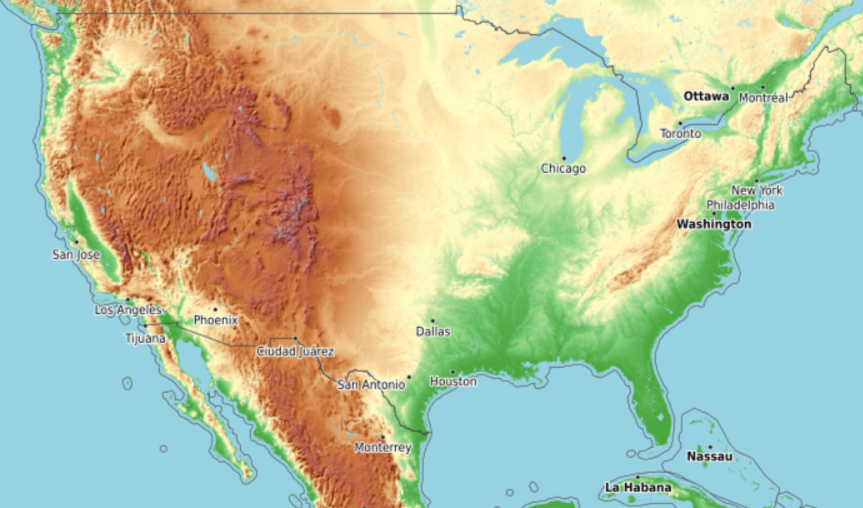 Ottawa
Montréal
Toronto
Chicago
New York
Philadelphia
Washington
San Jose
Los Angeles
Phoenix
Tijuana
Dallas
Ciudad Juárez
San Antonio
Houston
Monterrey
Nassau
La Habana